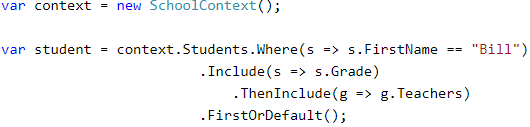 var context = new SchoolContext();
var student = context.Students.Where(s => s.FirstName == "Bill")
.Include(s => s.Grade)
.ThenInclude(g => g.Teachers)
.FirstOrDefault();